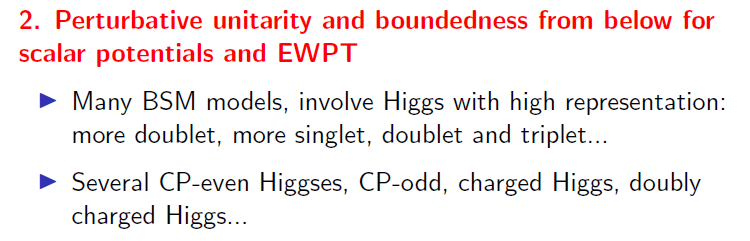 2. Perturbative unitarity and boundedness from below for
scalar potentials and EWPT
▶ Many BSM models, involve Higgs with high representation:
more doublet, more singlet, doublet and triplet...
▶ Several CP-even Higgses, CP-odd, charged Higgs, doubly
charged Higgs...